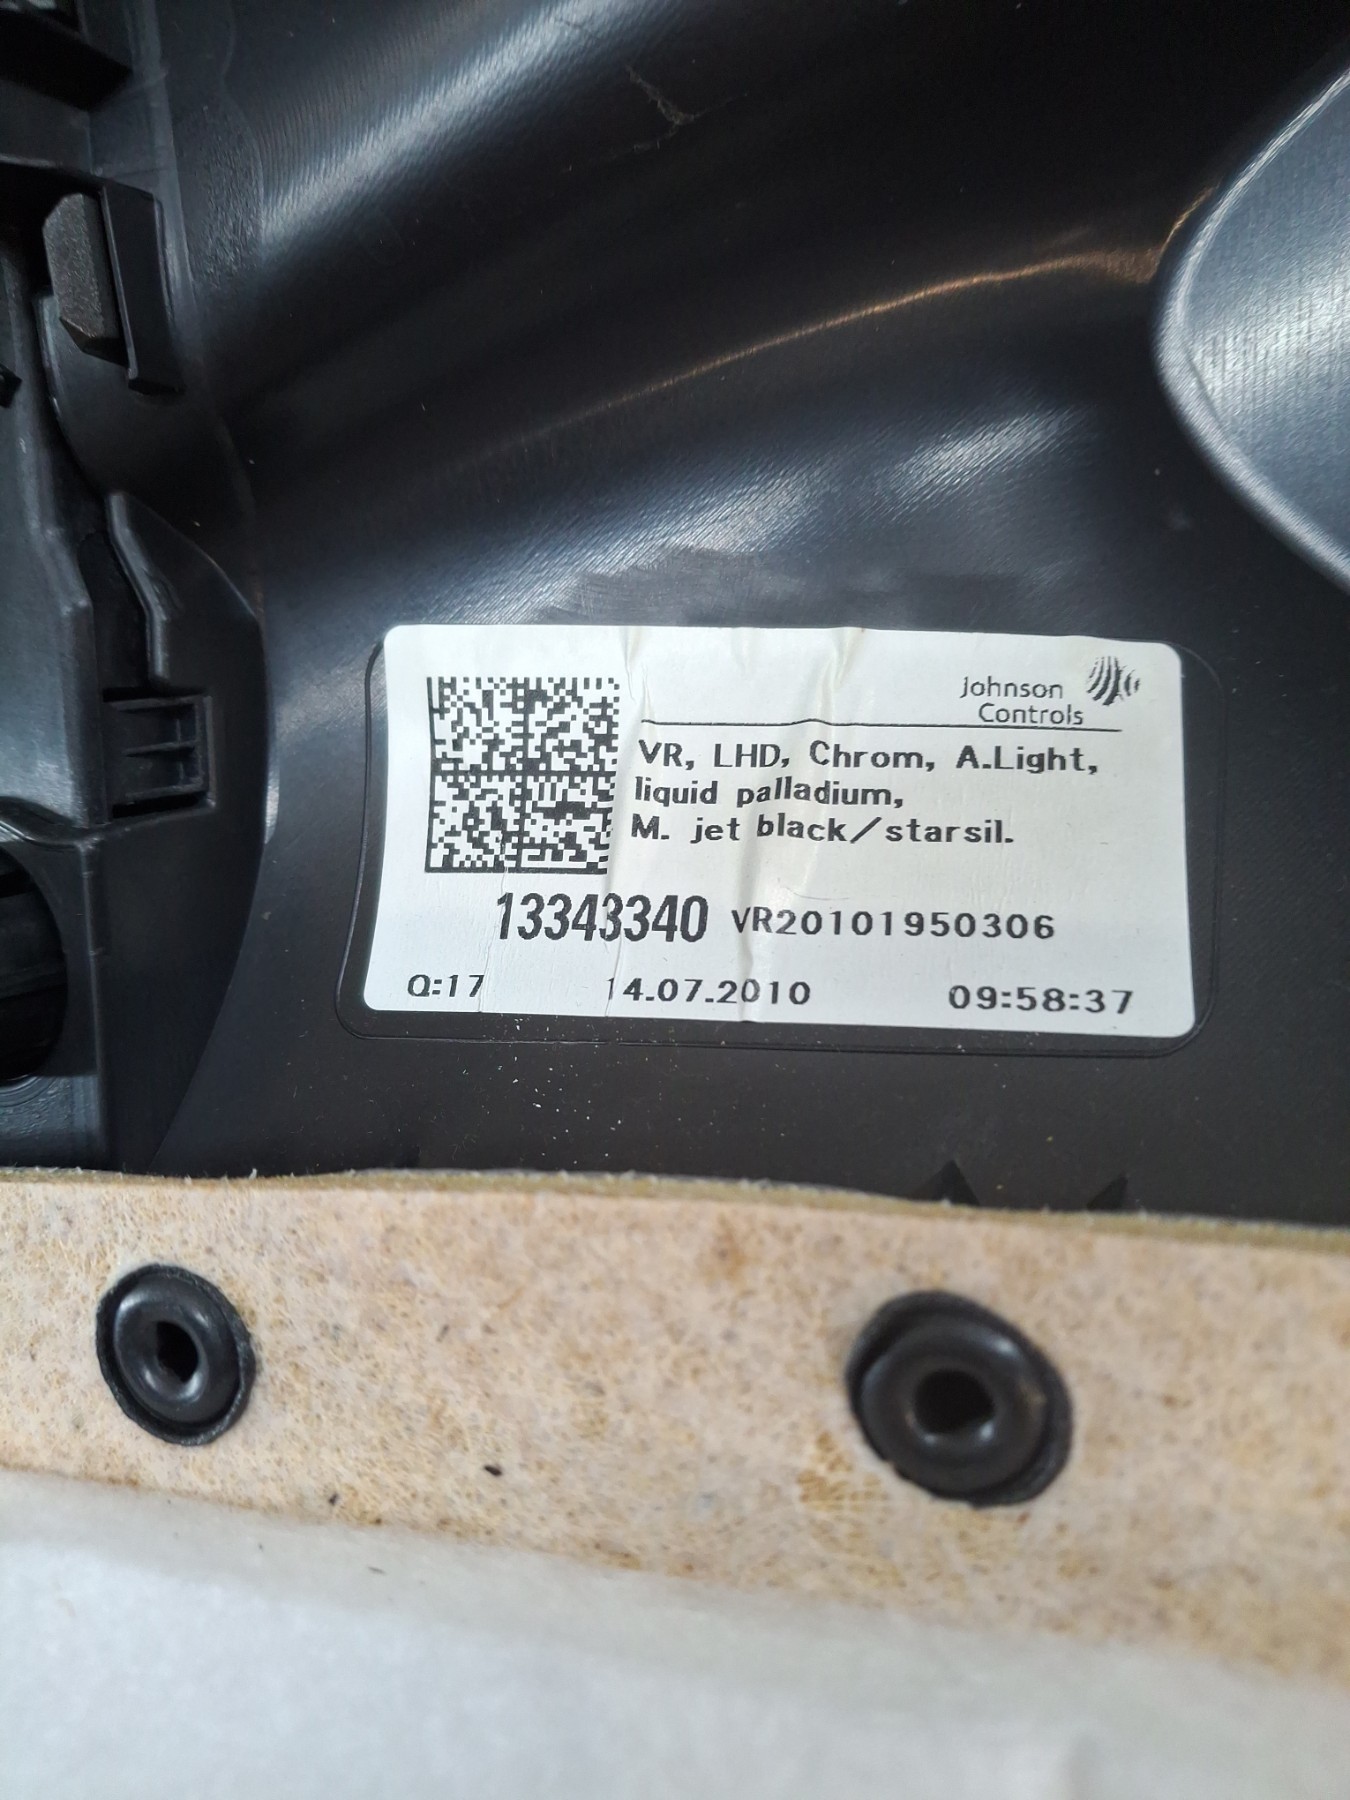 Johnson
Controls
VR, LHD, Chrom, A.Light,
liquid palladium,
M. jet black/starsil.
13343340 VR20101950306
Q:17 14.07.2010 09:58:37